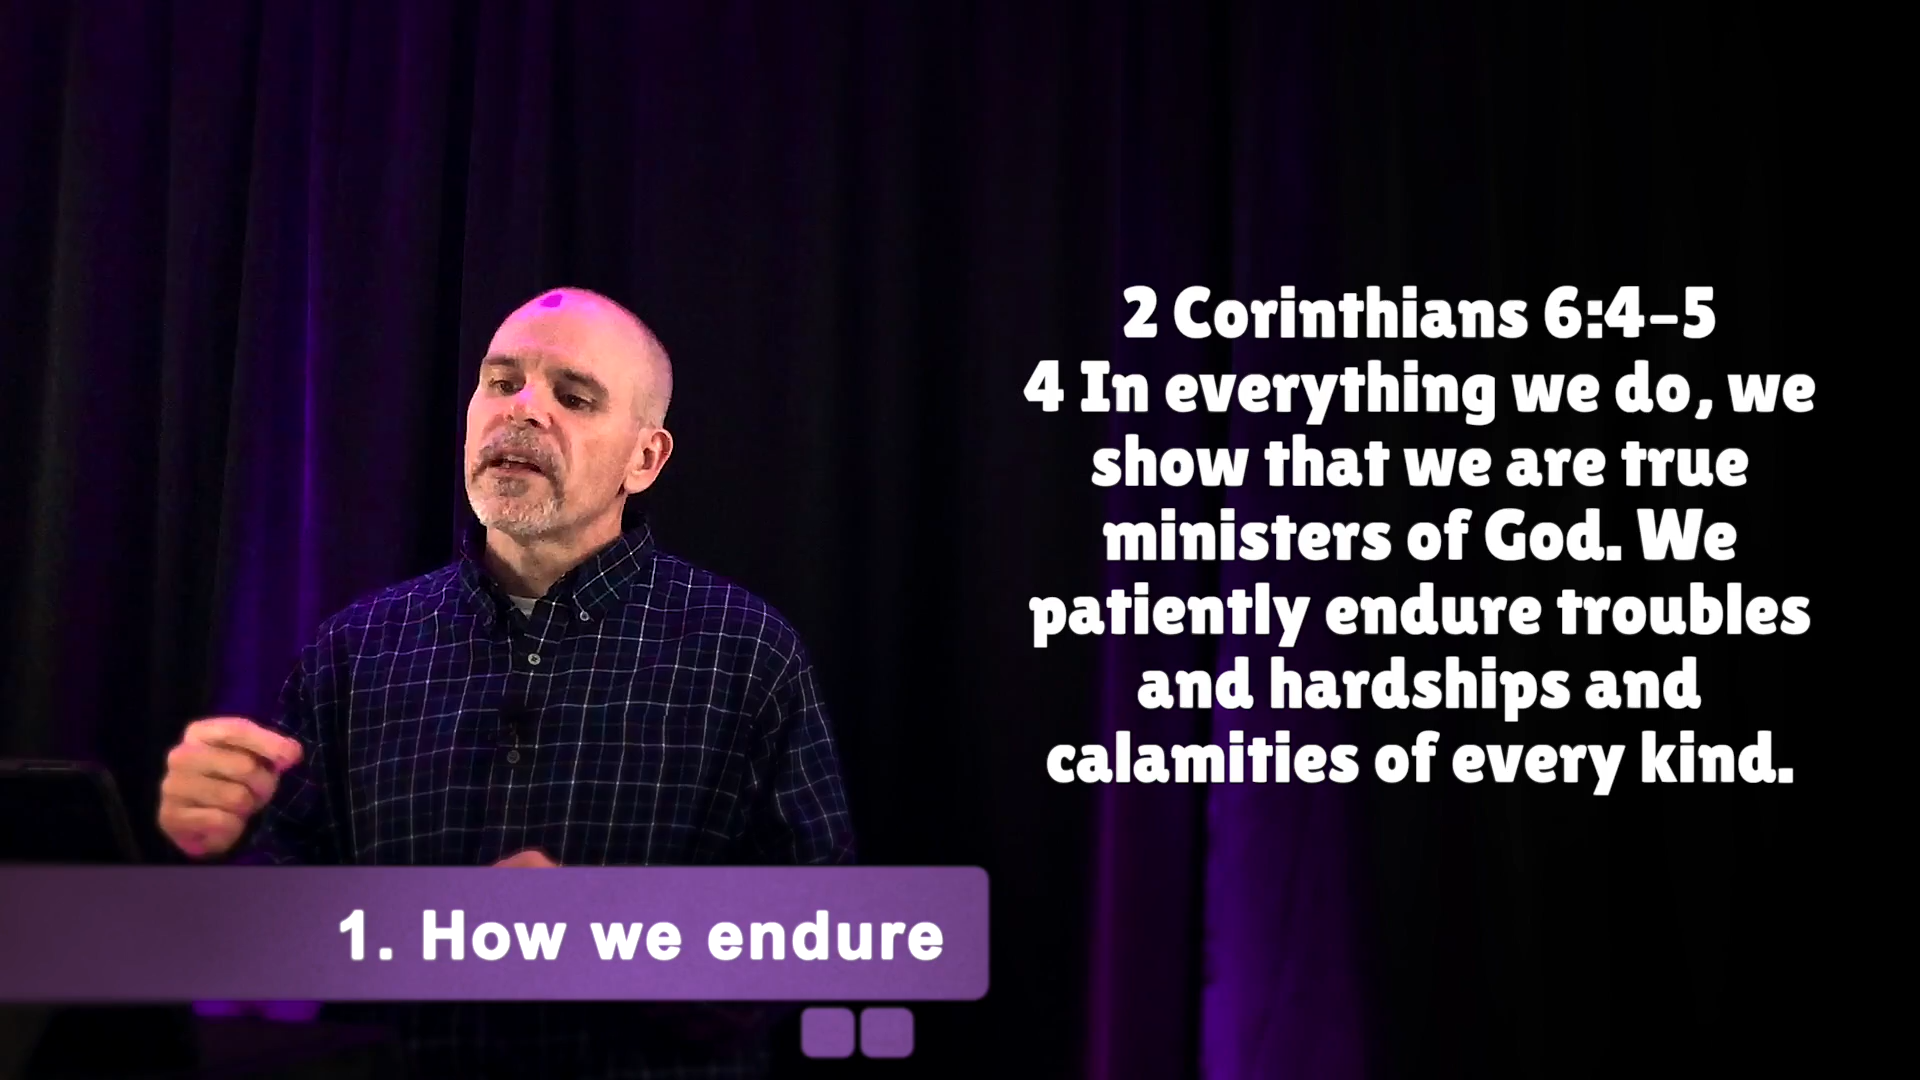 2 Corinthians 6:4-5
4 In everything we do, we
show that we are true
ministers of God. We
patiently endure troubles
and hardships and
calamities of every kind.
1. How we endure